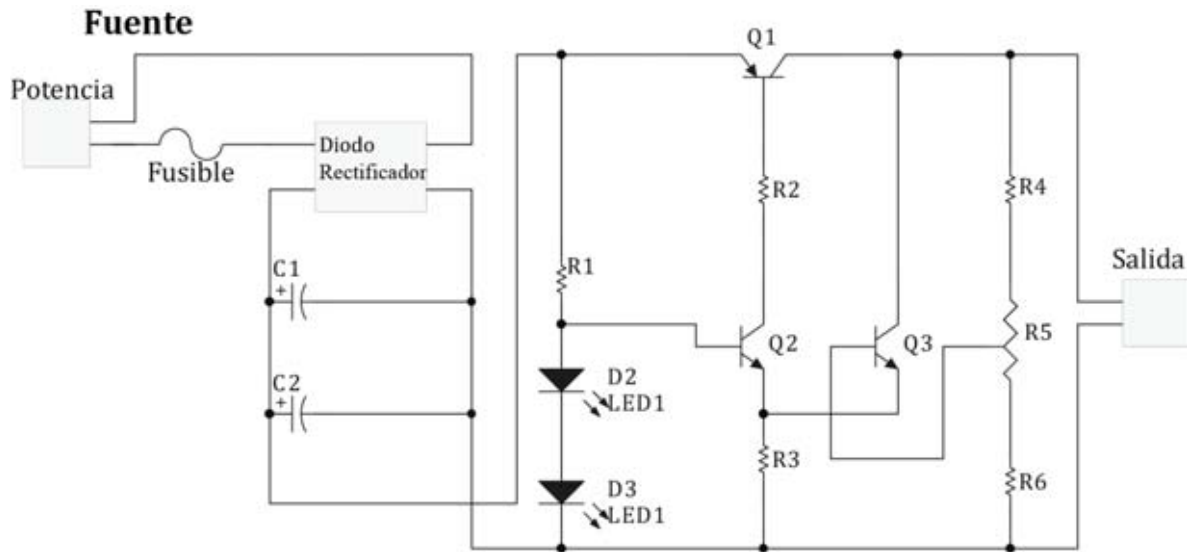 Fuente
Q1
Potencia
Diodo
Rectificador
Fusible
R2
R4
C1
+
R1
Salida
Q2
Q3
R5
C2
+
D2
LED1
R3
R6
D3
LED1